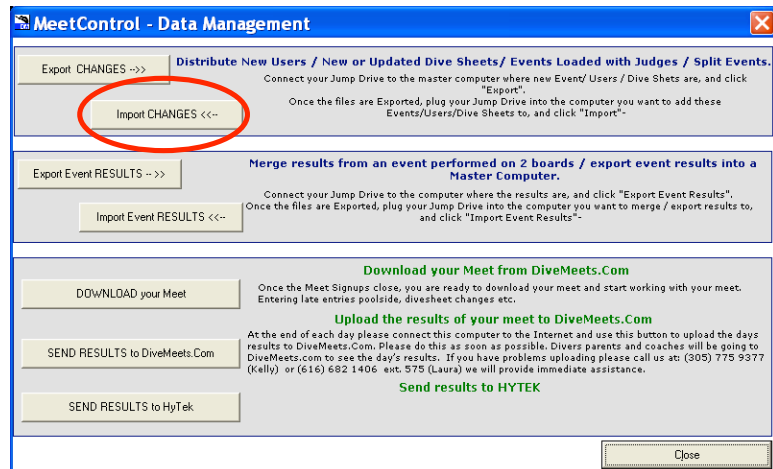 MeetControl - Data Management
Export CHANGES -->>
Distribute New Users / New or Updated Dive Sheets/ Events Loaded with Judges / Split Events.
Connect your Jump Drive to the master computer where new Event/ Users / Dive Shets are, and click
"Export".
Import CHANGES <<--
Once the files are Exported, plug your Jump Drive into the computer you want to add these
Events/Users/Dive Sheets to, and click "Import"-
Export Event RESULTS -- >>
Merge results from an event performed on 2 boards / export event results into a
Master Computer.
Connect your Jump Drive to the computer where the results are, and click "Export Event Results".
Import Event RESULTS <<--
Once the files are Exported, plug your Jump Drive into the computer you want to merge / export results to,
and click "Import Event Results"-
Download your Meet from DiveMeets.Com
DOWNLOAD your Meet
Once the Meet Signups close, you are ready to download your meet and start working with your meet.
Entering late entries poolside, divesheet changes etc.
Upload the results of your meet to DiveMeets.Com
SEND RESULTS to DiveMeets.Com
At the end of each day please connect this computer to the Internet and use this button to upload the days
results to DiveMeets.Com. Please do this as soon as possible. Divers parents and coaches will be going to
DiveMeets.com to see the day's results. If you have problems uploading please call us at: (305) 775 9377
(Kelly) or (616) 682 1406 ext. 575 (Laura) we will provide immediate assistance.
Send results to HYTEK
SEND RESULTS to HyTek
Close